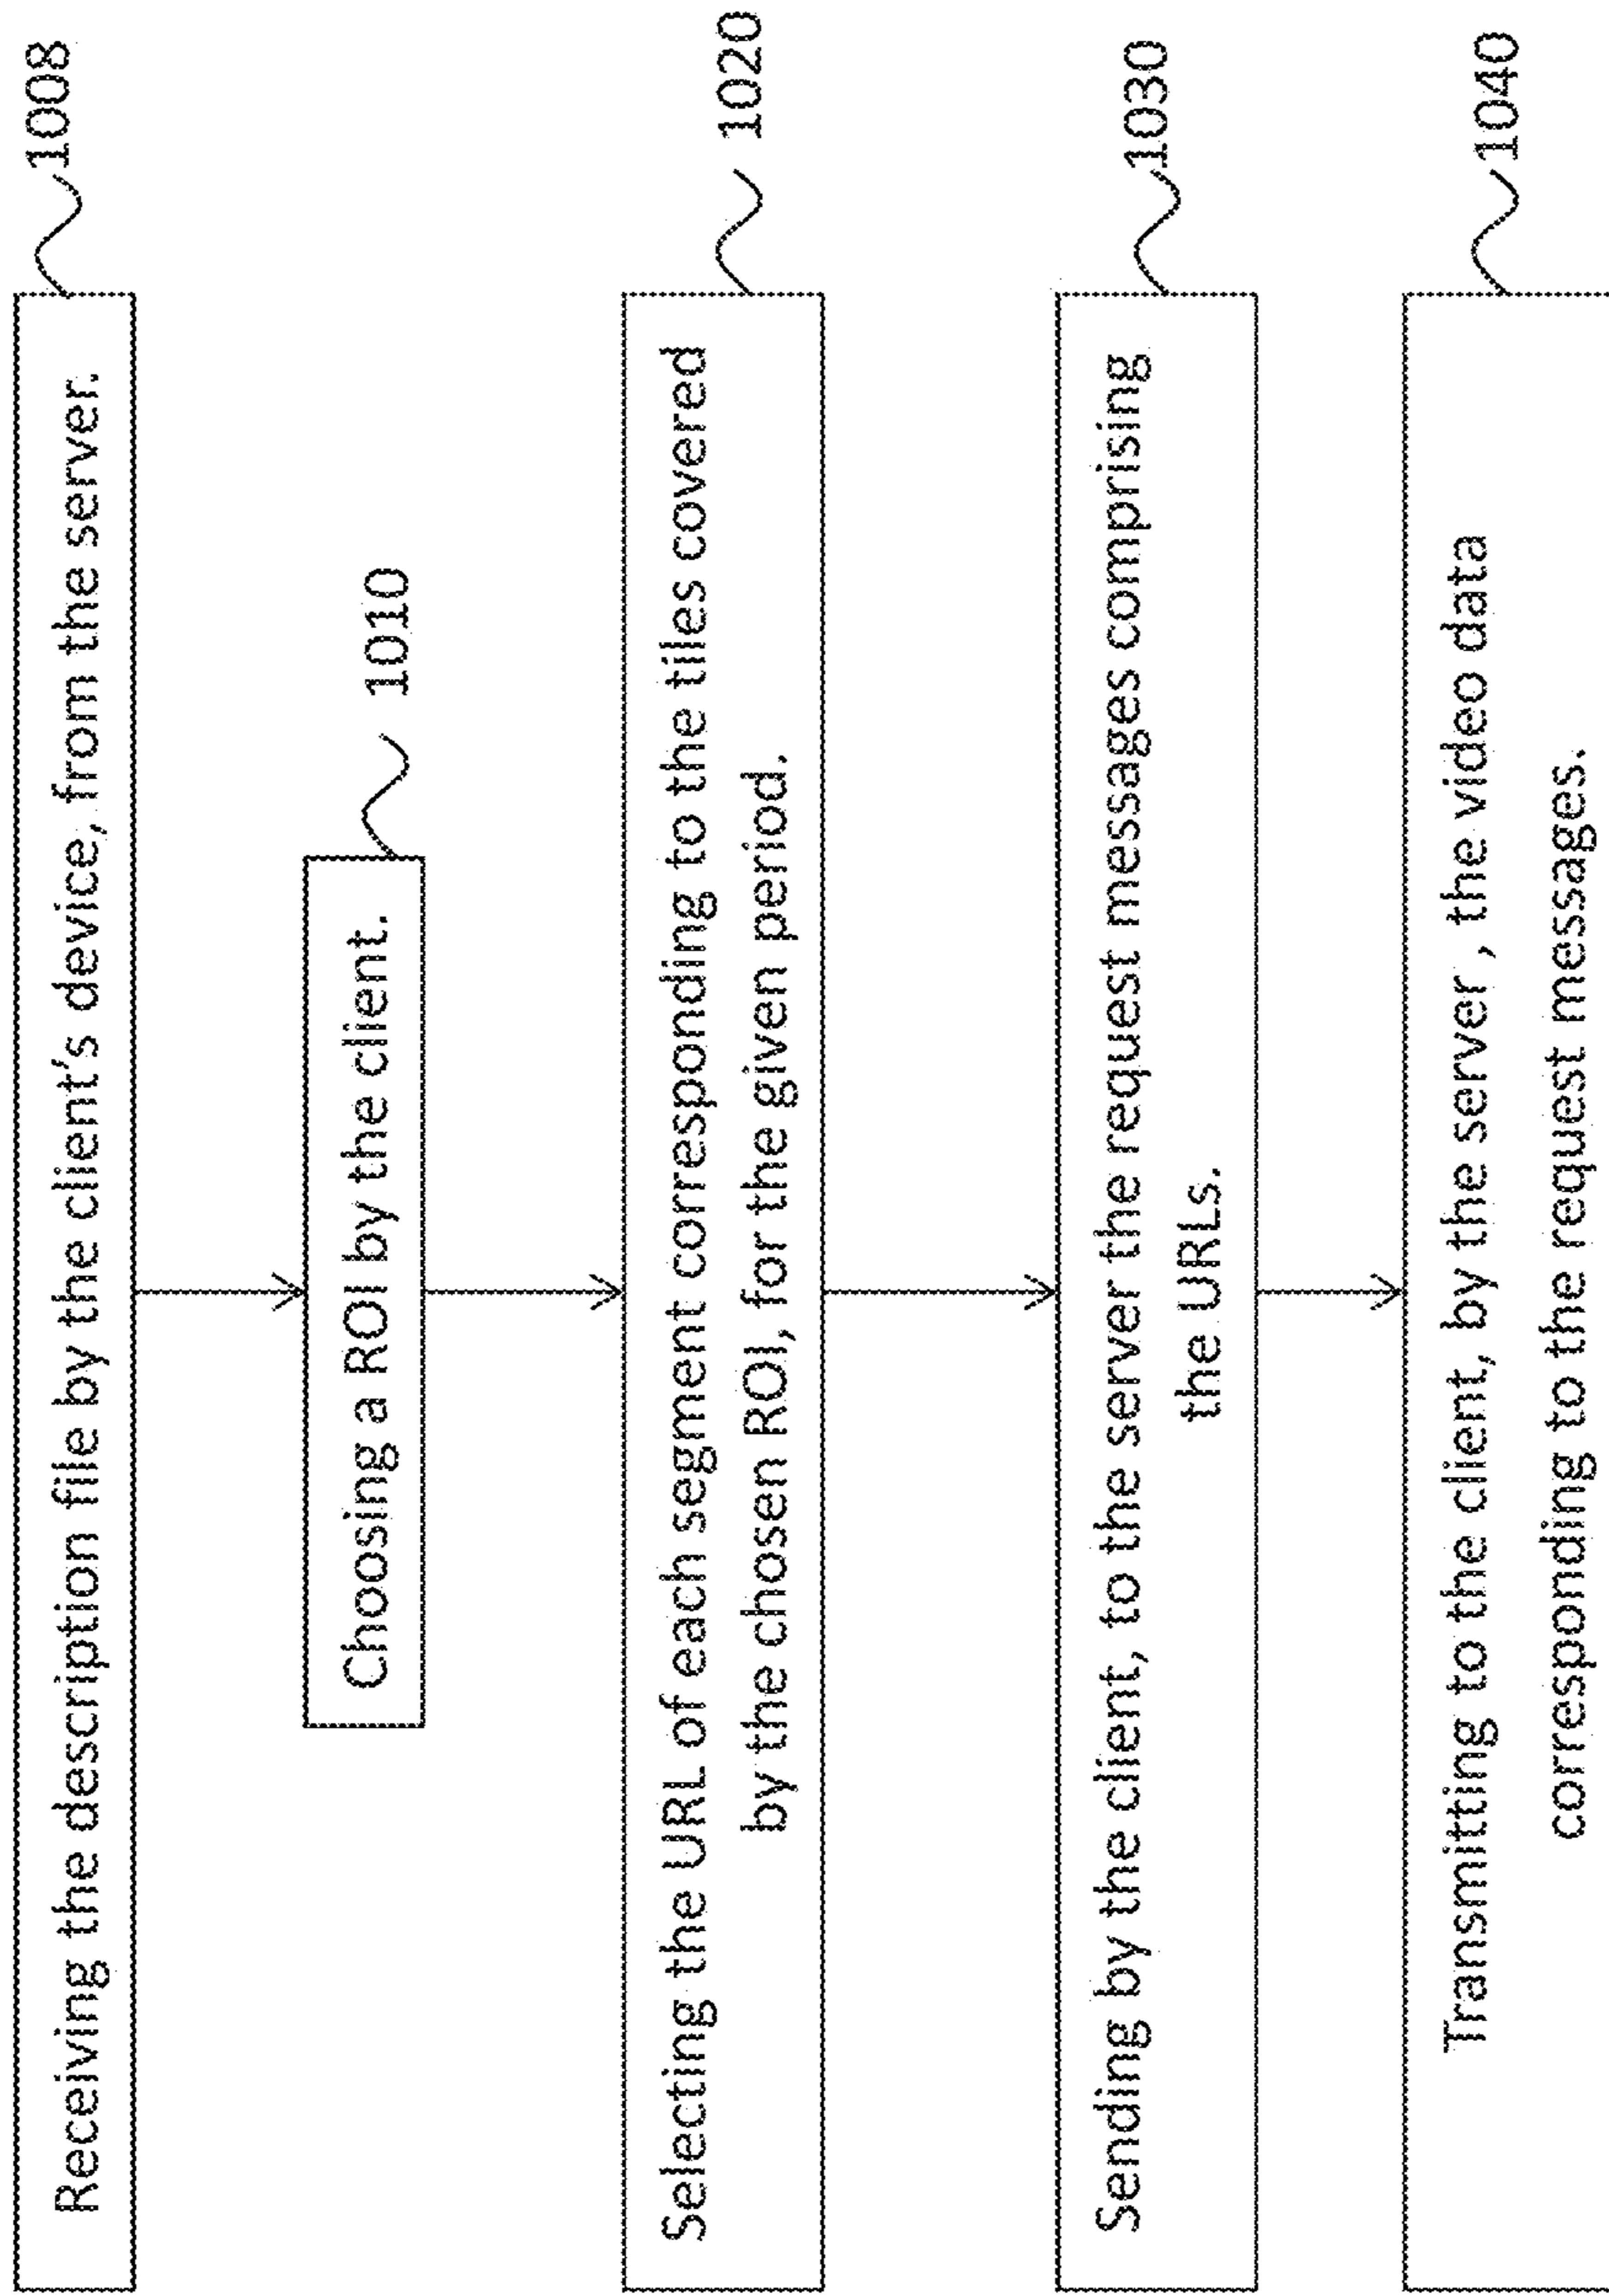 Receiving the description file by the client's device, from the server.
1008
Choosing a ROI by the client.
1010
Selecting the URL of each segment corresponding to the tiles covered
by the chosen ROI, for the given period.
1020
Sending by the client, to the server the request messages comprising
the URLs.
1030
Transmitting to the client, by the server , the video data
corresponding to the request messages.
1040